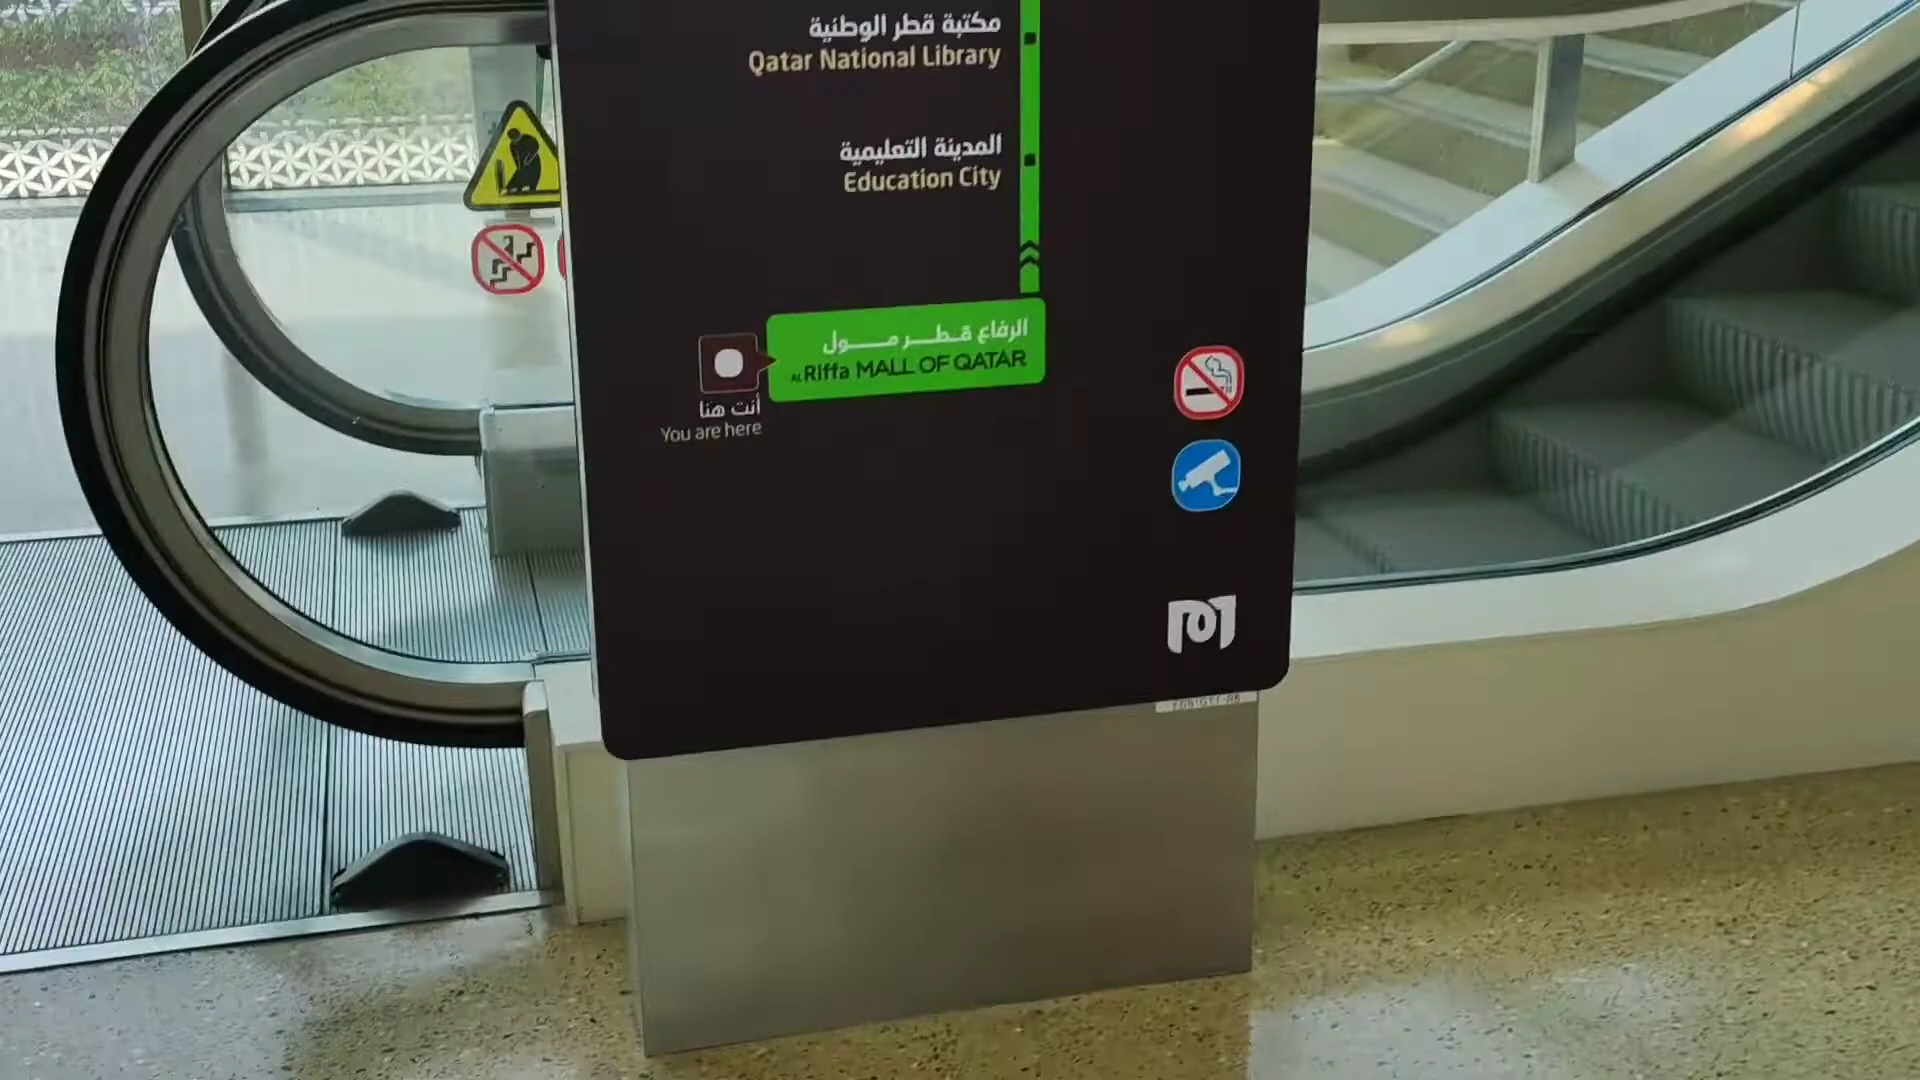 مكتبة قطر الوطنية
Qatar National Library
المدينة التعليمية
Education City
الرفاع قطر مول
AL Riffa MALL OF QATAR
أنت هنا
You are here